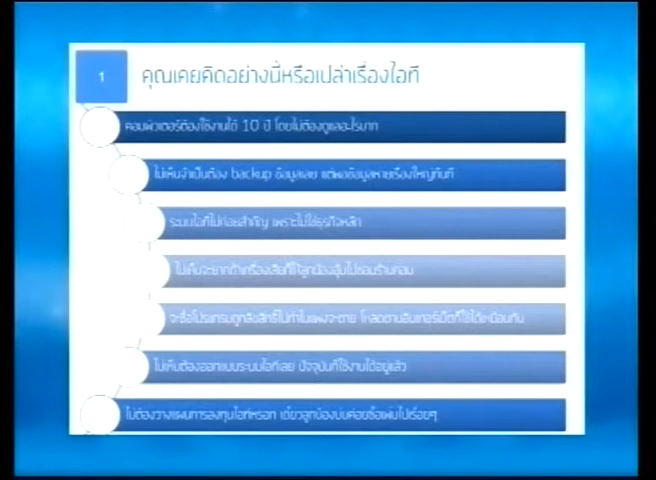 1
คุณเคยคิดอย่างนี้หรือเปล่าเรื่องไอที
คอมพิวเตอร์ต้องใช้งานได้ 10 ปี โดยไม่ต้องดูแลอะไรมาก
ไม่เห็นจำเป็นต้อง backup ข้อมูลเลย แต่พอข้อมูลหายเรื่องใหญ่ทันที
ระบบไอทีไม่ค่อยสำคัญ เพราะไม่ใช่ธุรกิจหลัก
ไม่เห็นจะยากถ้าเครื่องเสียก็ให้ลูกน้องอุ้มไปซ่อมร้านคอม
จะซื้อโปรแกรมถูกลิขสิทธิ์ไปทำไมแพงจะตาย โหลดตามอินเทอร์เน็ตก็ใช้ได้เหมือนกัน
ไม่เห็นต้องออกแบบระบบไอทีเลย ปัจจุบันก็ใช้งานได้อยู่แล้ว
ไม่ต้องวางแผนการลงทุนไอทีหรอก เดี๋ยวลูกน้องบ่นค่อยซื้อเพิ่มไปเรื่อยๆ